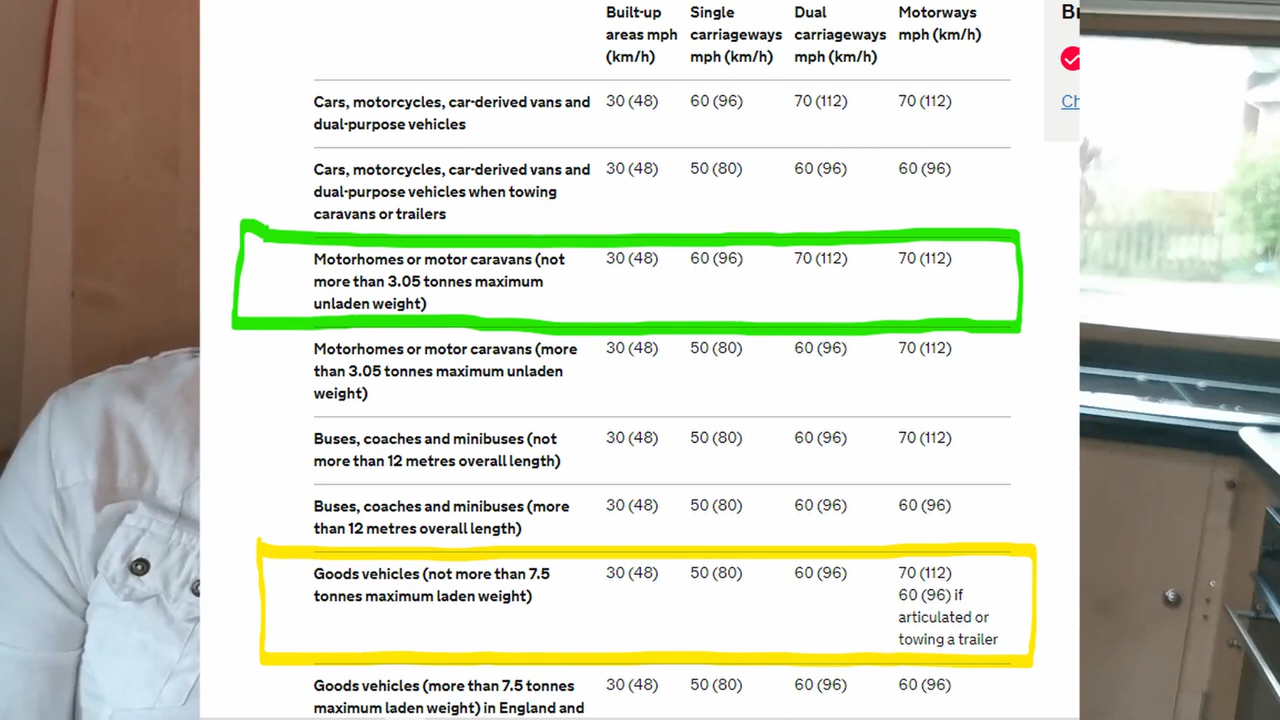 Built-up areas mph (km/h)
Single carriageways mph (km/h)
Dual carriageways mph (km/h)
Motorways mph (km/h)
Cars, motorcycles, car-derived vans and dual-purpose vehicles 30 (48) 60 (96) 70 (112) 70 (112)
Cars, motorcycles, car-derived vans and dual-purpose vehicles when towing caravans or trailers 30 (48) 50 (80) 60 (96) 60 (96)
Motorhomes or motor caravans (not more than 3.05 tonnes maximum unladen weight) 30 (48) 60 (96) 70 (112) 70 (112)
Motorhomes or motor caravans (more than 3.05 tonnes maximum unladen weight) 30 (48) 50 (80) 60 (96) 70 (112)
Buses, coaches and minibuses (not more than 12 metres overall length) 30 (48) 50 (80) 60 (96) 70 (112)
Buses, coaches and minibuses (more than 12 metres overall length) 30 (48) 50 (80) 60 (96) 60 (96)
Goods vehicles (not more than 7.5 tonnes maximum laden weight) 30 (48) 50 (80) 60 (96) 70 (112) 60 (96) if articulated or towing a trailer
Goods vehicles (more than 7.5 tonnes maximum laden weight) in England and 30 (48) 50 (80) 60 (96) 60 (96)